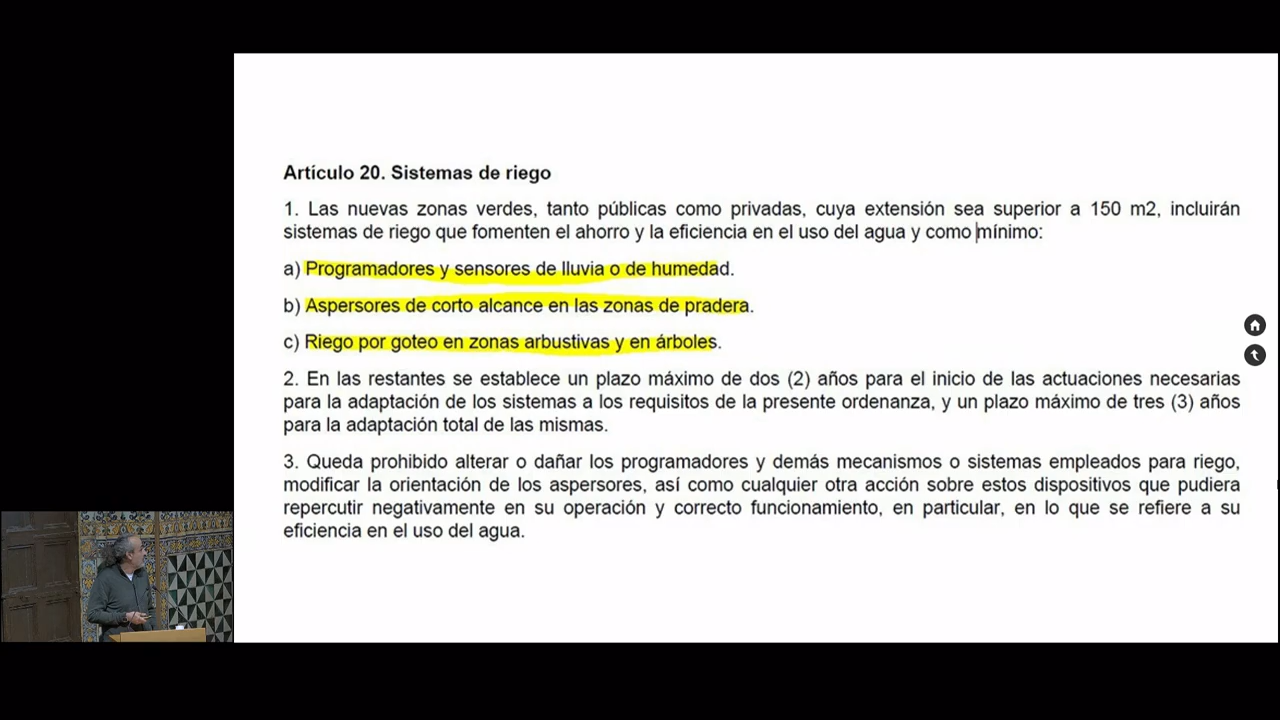 Artículo 20. Sistemas de riego
1. Las nuevas zonas verdes, tanto públicas como privadas, cuya extensión sea superior a 150 m2, incluirán
sistemas de riego que fomenten el ahorro y la eficiencia en el uso del agua y como mínimo:
a) Programadores y sensores de lluvia o de humedad.
b) Aspersores de corto alcance en las zonas de pradera.
c) Riego por goteo en zonas arbustivas y en árboles.
2. En las restantes se establece un plazo máximo de dos (2) años para el inicio de las actuaciones necesarias
para la adaptación de los sistemas a los requisitos de la presente ordenanza, y un plazo máximo de tres (3) años
para la adaptación total de las mismas.
3. Queda prohibido alterar o dañar los programadores y demás mecanismos o sistemas empleados para riego,
modificar la orientación de los aspersores, así como cualquier otra acción sobre estos dispositivos que pudiera
repercutir negativamente en su operación y correcto funcionamiento, en particular, en lo que se refiere a su
eficiencia en el uso del agua.